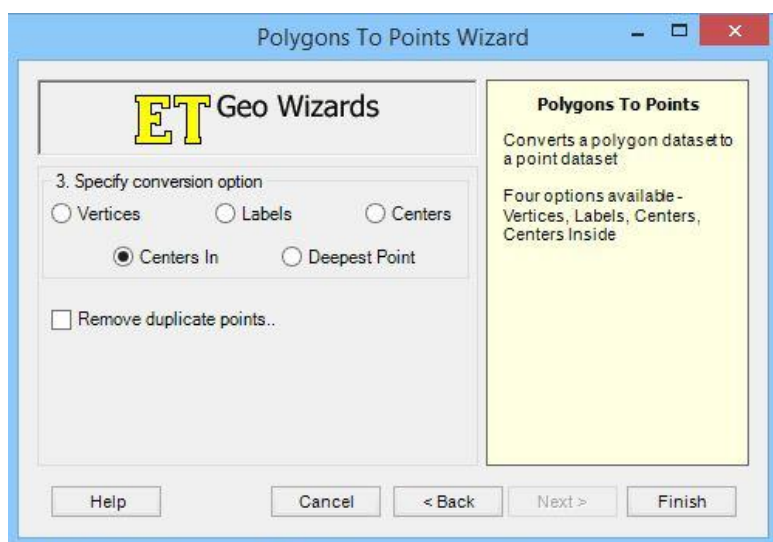 Polygons To Points Wizard
ET Geo Wizards
3. Specify conversion option
Vertices
Labels
Centers
Centers In
Deepest Point
Remove duplicate points..
Polygons To Points
Converts a polygon dataset to
a point dataset
Four options available -
Vertices, Labels, Centers,
Centers Inside
Help
Cancel
< Back
Next >
Finish